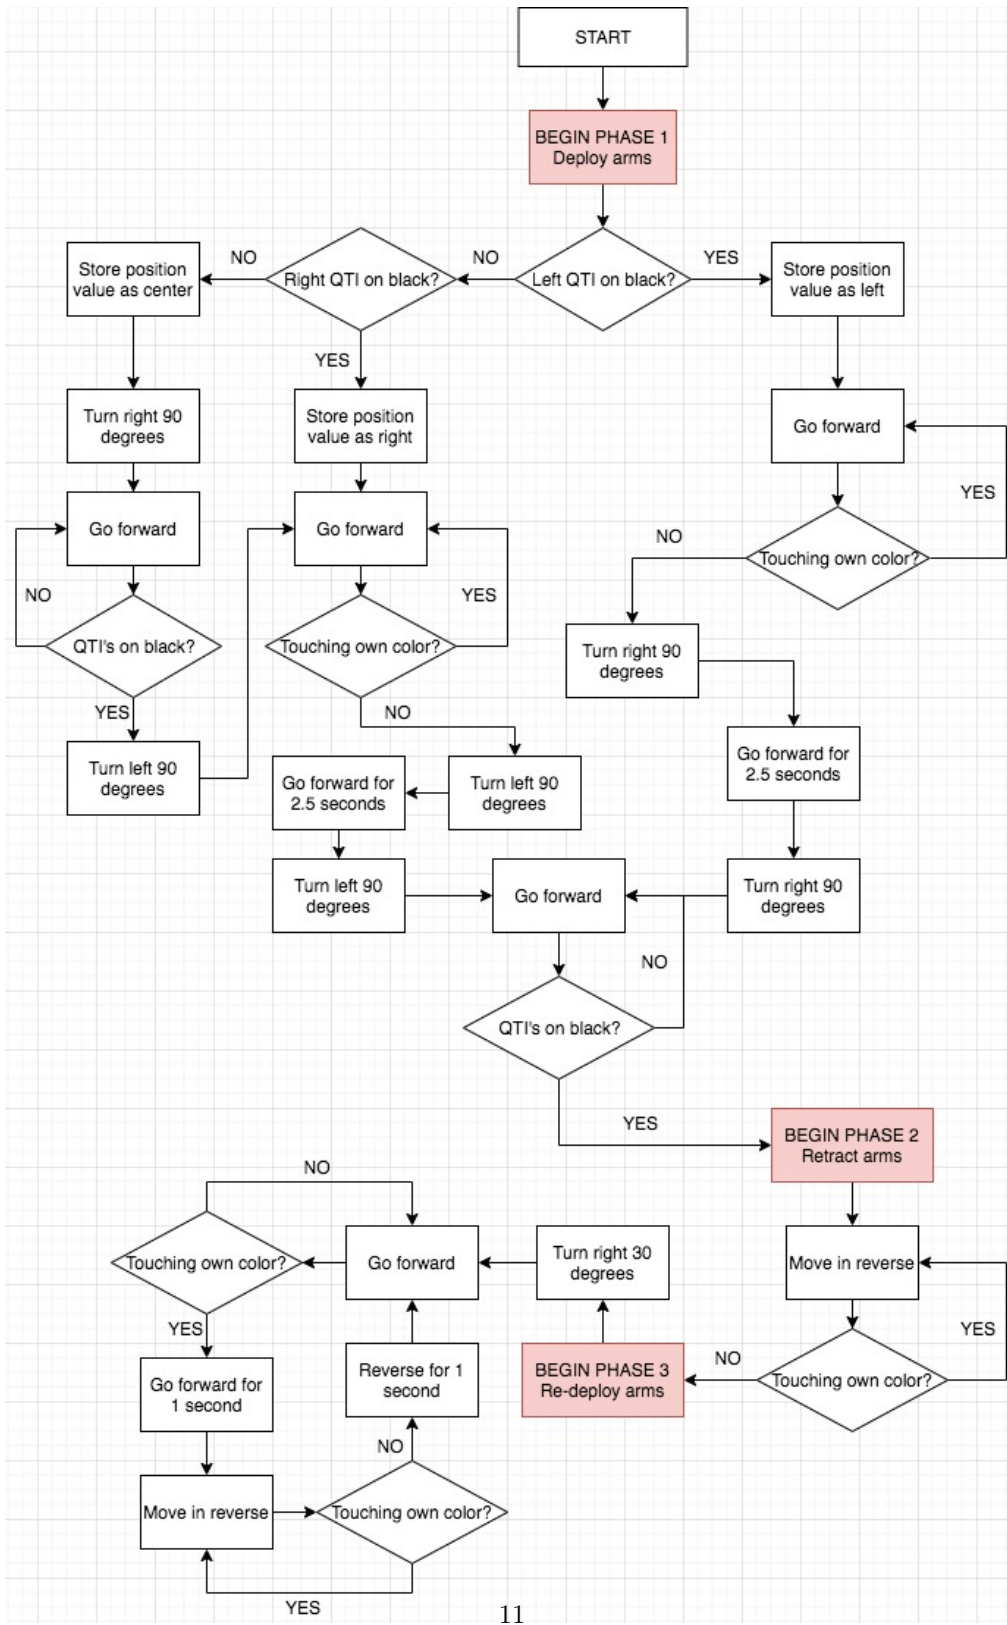 START
BEGIN PHASE 1
Deploy arms
Store position
value as center
NO
Right QTI on black?
NO
Left QTI on black?
YES
Store position
value as left
YES
Turn right 90
degrees
Store position
value as right
Go forward
YES
Go forward
Go forward
NO
Touching own color?
NO
YES
QTI's on black?
Touching own color?
Turn right 90
degrees
YES
NO
Turn left 90
degrees
Go forward for
2.5 seconds
Turn left 90
degrees
Go forward for
2.5 seconds
Turn left 90
degrees
Go forward
Turn right 90
degrees
NO
QTI's on black?
YES
BEGIN PHASE 2
Retract arms
NO
Touching own color?
Go forward
Turn right 30
degrees
Move in reverse
YES
YES
Go forward for
1 second
Reverse for 1
second
BEGIN PHASE 3
Re-deploy arms
NO
Touching own color?
NO
Move in reverse
Touching own color?
YES
11